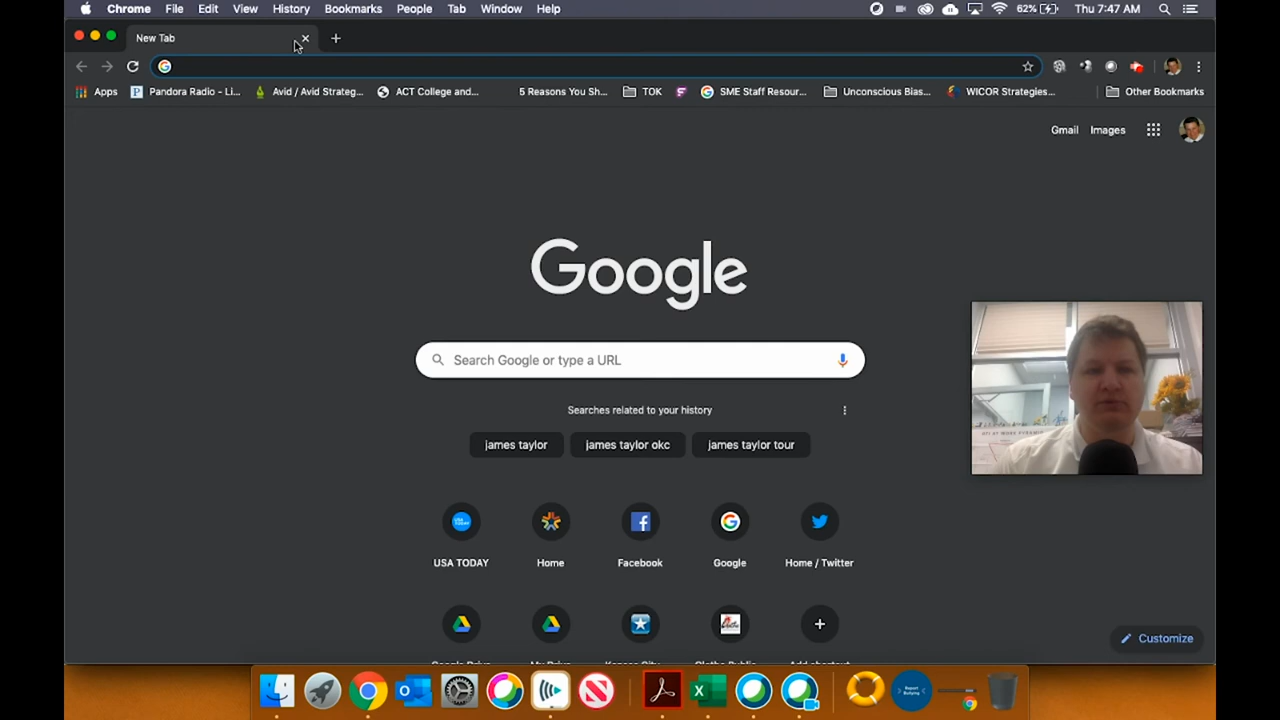 Chrome File Edit View History Bookmarks People Tab Window Help 62% Thu 7:47 AM
New Tab
Apps Pandora Radio - Li... Avid / Avid Strateg... ACT College and... 5 Reasons You Sh... TOK SME Staff Resour... Unconscious Bias... WICOR Strategies... Other Bookmarks
Gmail Images
Google
Search Google or type a URL
Searches related to your history
james taylor james taylor okc james taylor tour
USA TODAY Home Facebook Google Home / Twitter
Customize
Report Bullying